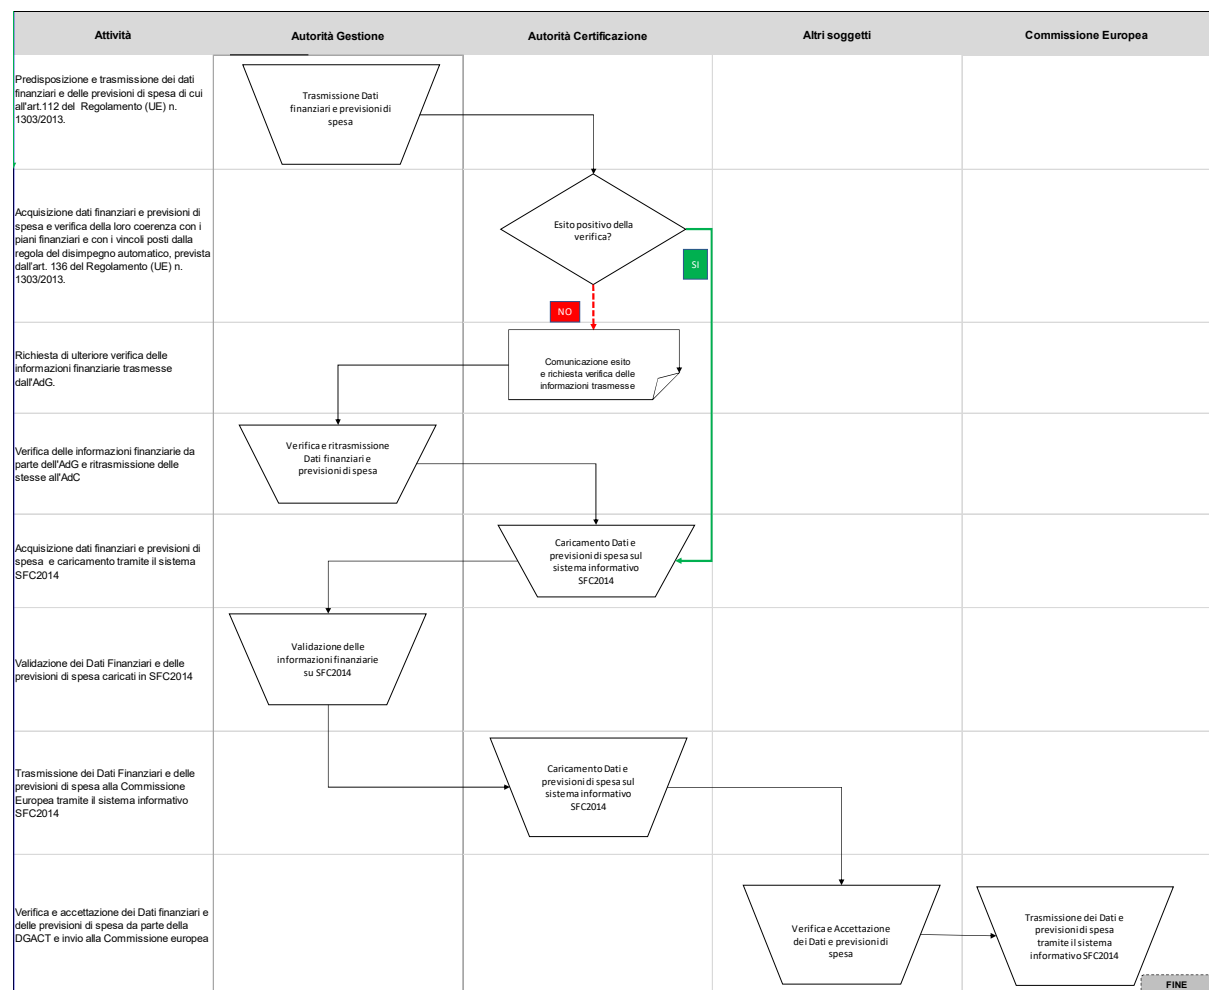 Attività
Autorità Gestione
Autorità Certificazione
Altri soggetti
Commissione Europea
Predisposizione e trasmissione dei dati
finanziari e delle previsioni di spesa di cui
all'art.112 del Regolamento (UE) n.
1303/2013.
Trasmissione Dati
finanziari e previsioni di
spesa
Acquisizione dati finanziari e previsioni di
spesa e verifica della loro coerenza con i
piani finanziari e con i vincoli posti dalla
regola del disimpegno automatico, prevista
dall'art. 136 del Regolamento (UE) n.
1303/2013.
Esito positivo della
verifica?
SI
NO
Richiesta di ulteriore verifica delle
informazioni finanziarie trasmesse
dall'AdG.
Comunicazione esito
e richiesta verifica delle
informazioni trasmesse
Verifica delle informazioni finanziarie da
parte dell'AdG e ritrasmissione delle
stesse all'AdC
Verifica e ritrasmissione
Dati finanziari e
previsioni di spesa
Acquisizione dati finanziari e previsioni di
spesa e caricamento tramite il sistema
SFC2014
Caricamento Dati e
previsioni di spesa sul
sistema informativo
SFC2014
Validazione dei Dati Finanziari e delle
previsioni di spesa caricati in SFC2014
Validazione delle
informazioni finanziarie
su SFC2014
Trasmissione dei Dati Finanziari e delle
previsioni di spesa alla Commissione
Europea tramite il sistema informativo
SFC2014
Caricamento Dati e
previsioni di spesa sul
sistema informativo
SFC2014
Verifica e accettazione dei Dati finanziari e
delle previsioni di spesa da parte della
DGACT e invio alla Commissione europea
Verifica e Accettazione
dei Dati e previsioni di
spesa
Trasmissione dei Dati e
previsioni di spesa
tramite il sistema
informativo SFC2014
FINE